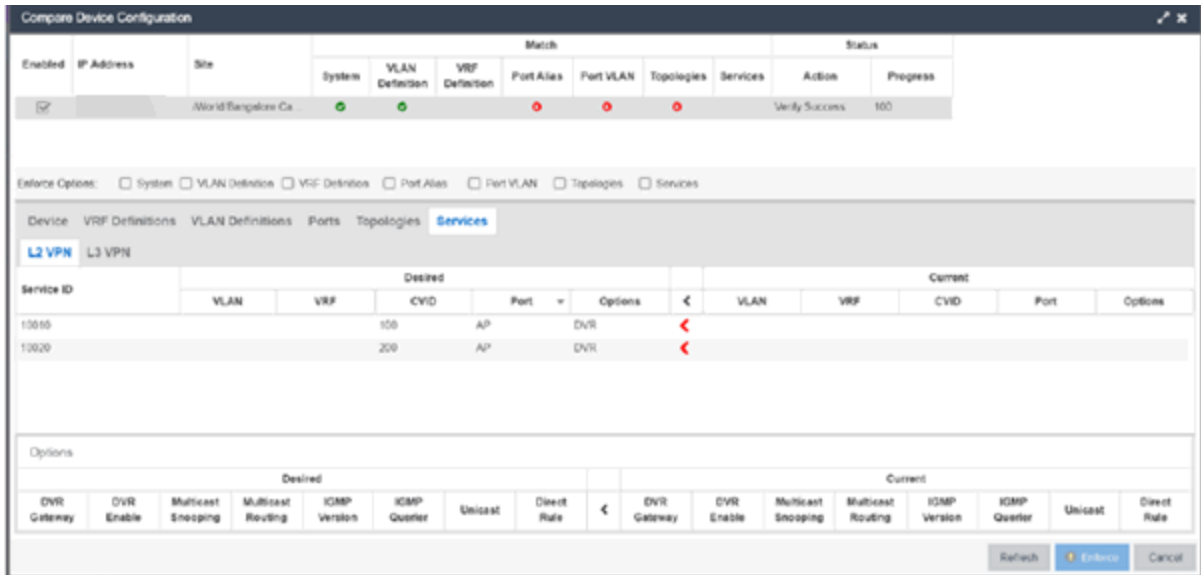 Compare Device Configuration
Match Status
Enabled IP Address Site System VLAN Definition VRF Definition Port Alias Port VLAN Topologies Services Action Progress
/World/Bangalore Ca... Verify Success 100
Enforce Options: System VLAN Definition VRF Definition Port Alias Port VLAN Topologies Services
Device VRF Definitions VLAN Definitions Ports Topologies Services
L2 VPN L3 VPN
Service ID Desired Current
VLAN VRF CVID Port Options VLAN VRF CVID Port Options
10010 100 AP DVR
10020 200 AP DVR
Options
Desired Current
DVR Gateway DVR Enable Multicast Snooping Multicast Routing IGMP Version IGMP Querier Unicast Direct Rule DVR Gateway DVR Enable Multicast Snooping Multicast Routing IGMP Version IGMP Querier Unicast Direct Rule
Refresh Enforce Cancel